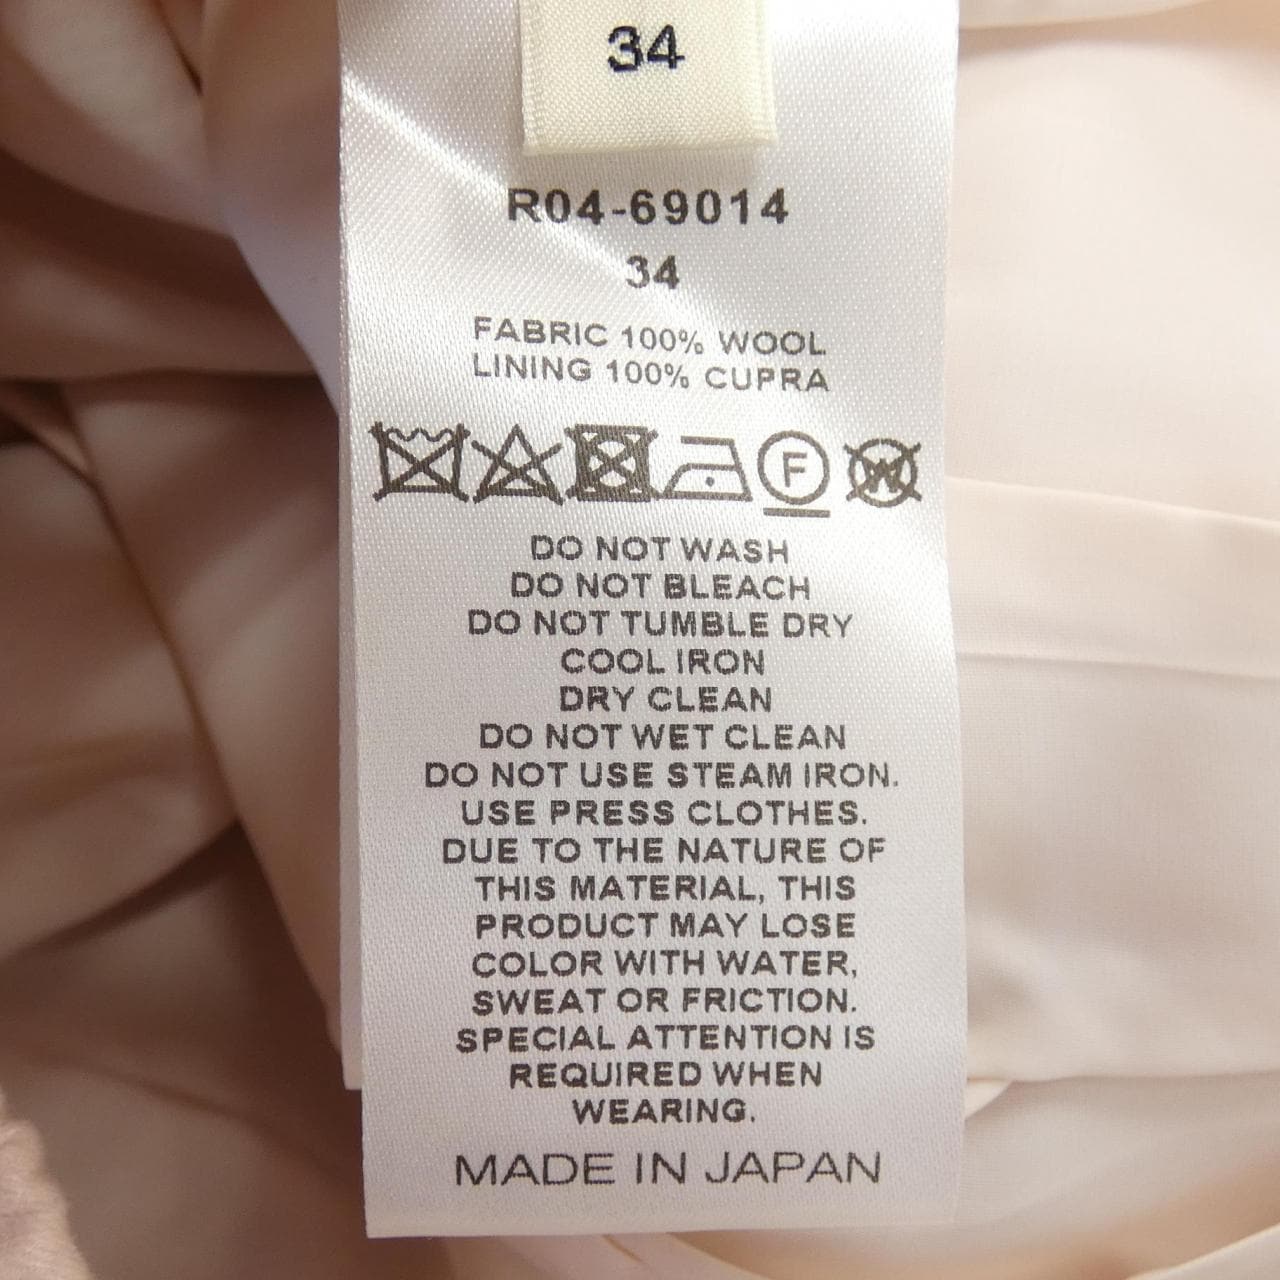 34
R04-69014
34
FABRIC 100% WOOL
LINING 100% CUPRA
F W
DO NOT WASH
DO NOT BLEACH
DO NOT TUMBLE DRY
COOL IRON
DRY CLEAN
DO NOT WET CLEAN
DO NOT USE STEAM IRON.
USE PRESS CLOTHES.
DUE TO THE NATURE OF
THIS MATERIAL, THIS
PRODUCT MAY LOSE
COLOR WITH WATER,
SWEAT OR FRICTION.
SPECIAL ATTENTION IS
REQUIRED WHEN
WEARING.
MADE IN JAPAN